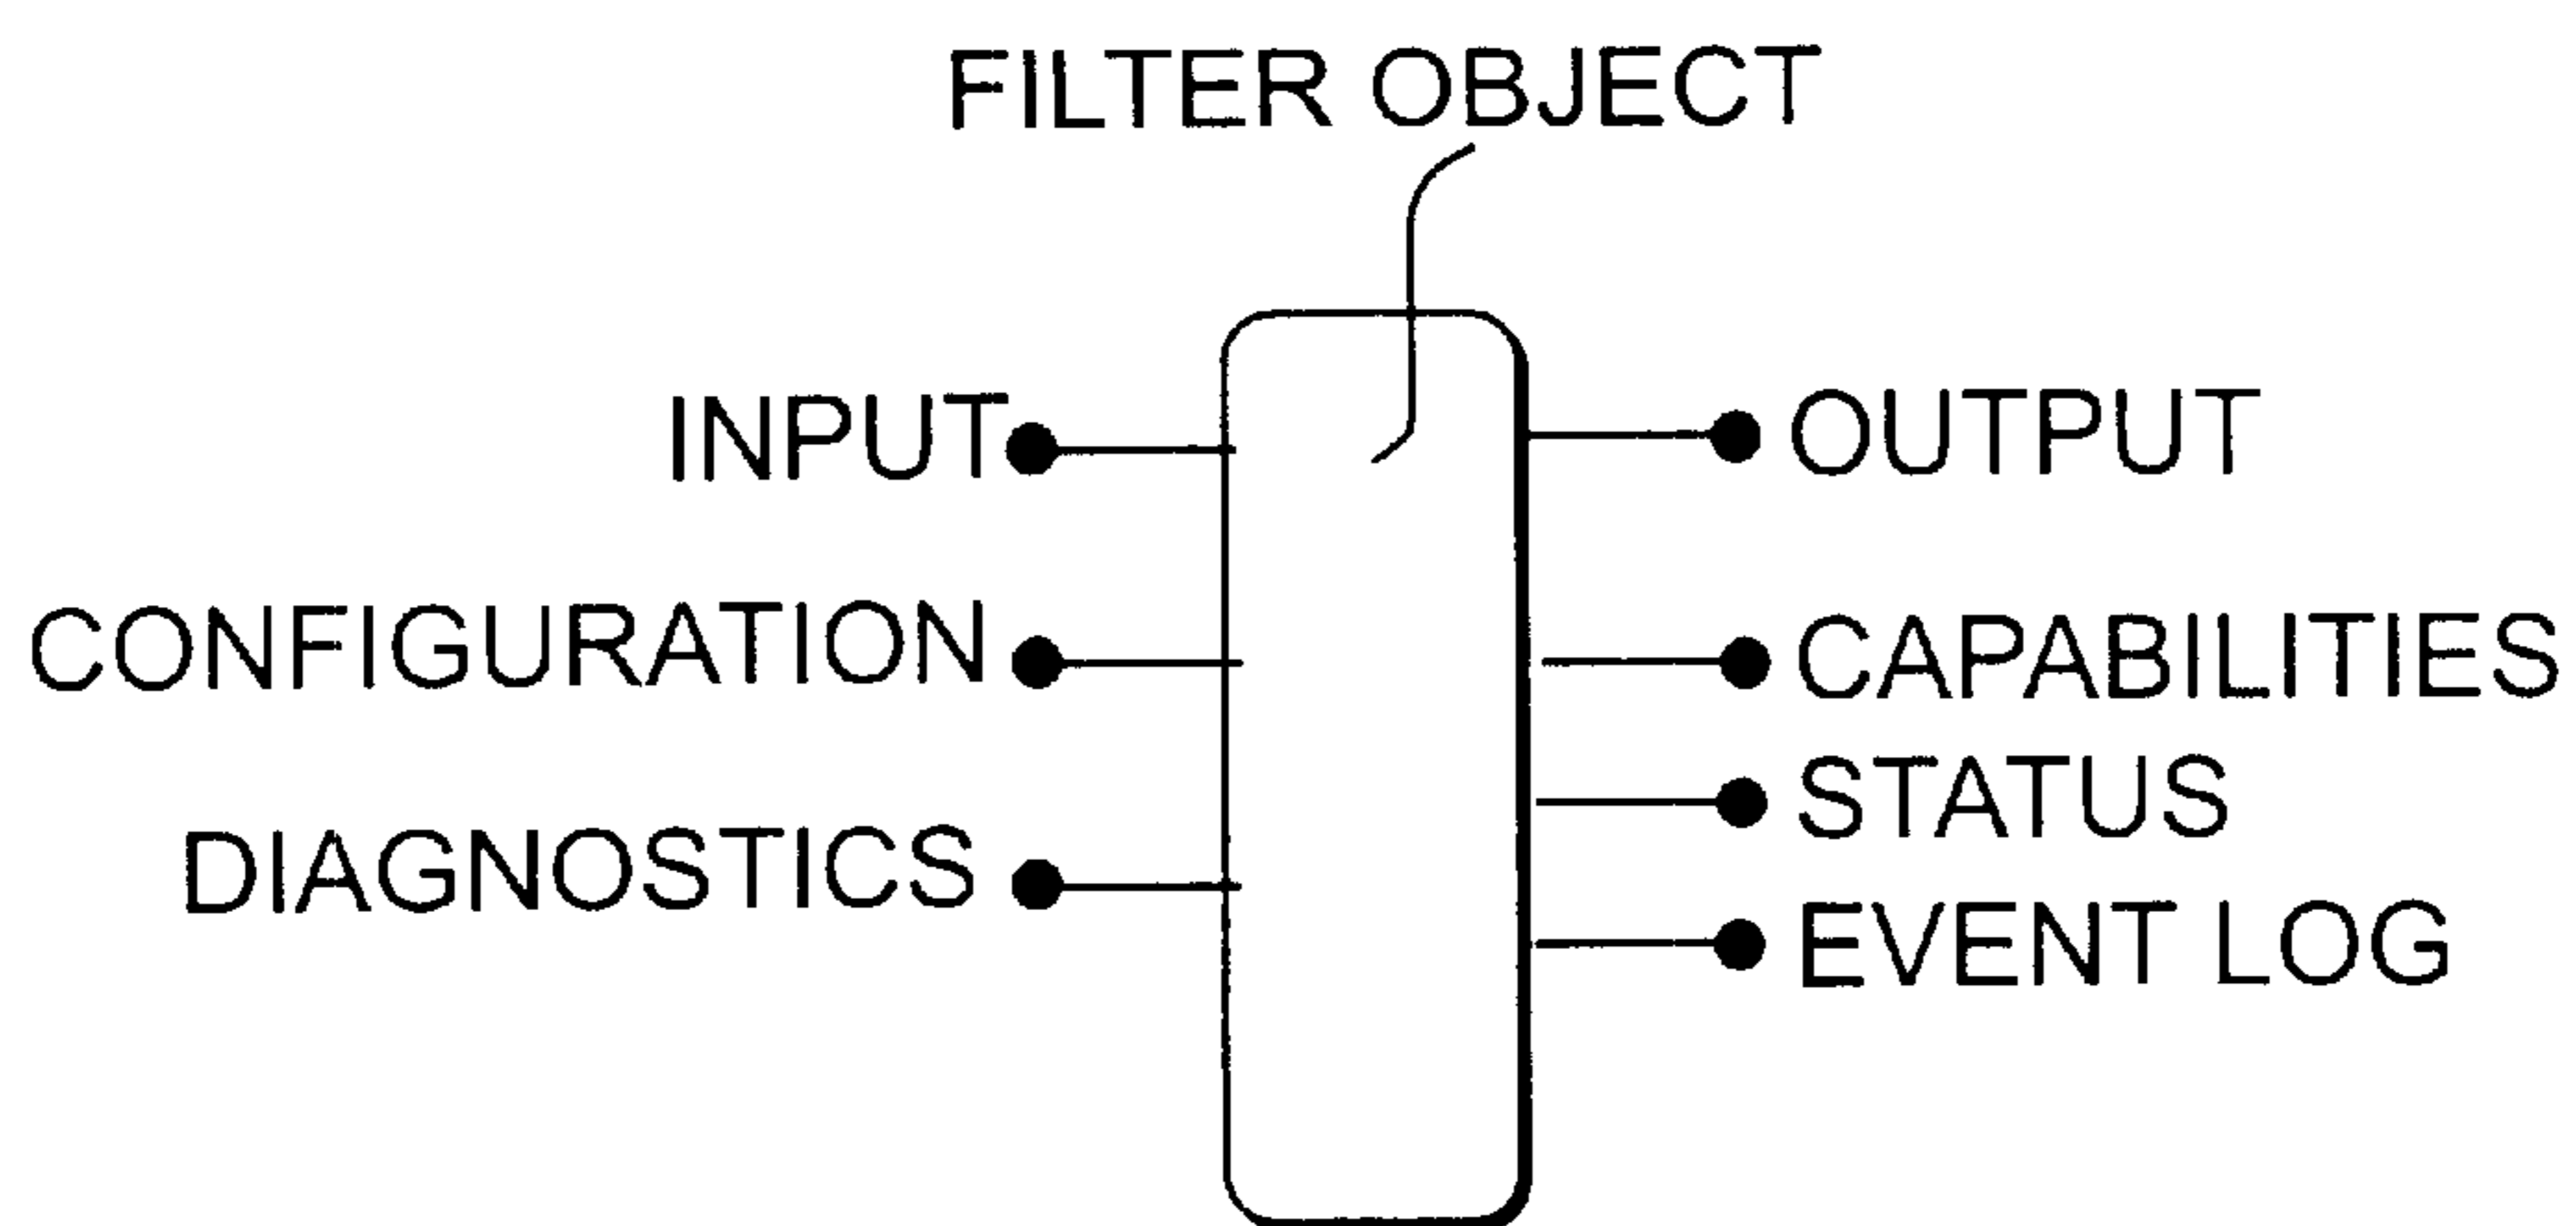 FILTER OBJECT
INPUT
OUTPUT
CONFIGURATION
CAPABILITIES
STATUS
DIAGNOSTICS
EVENT LOG